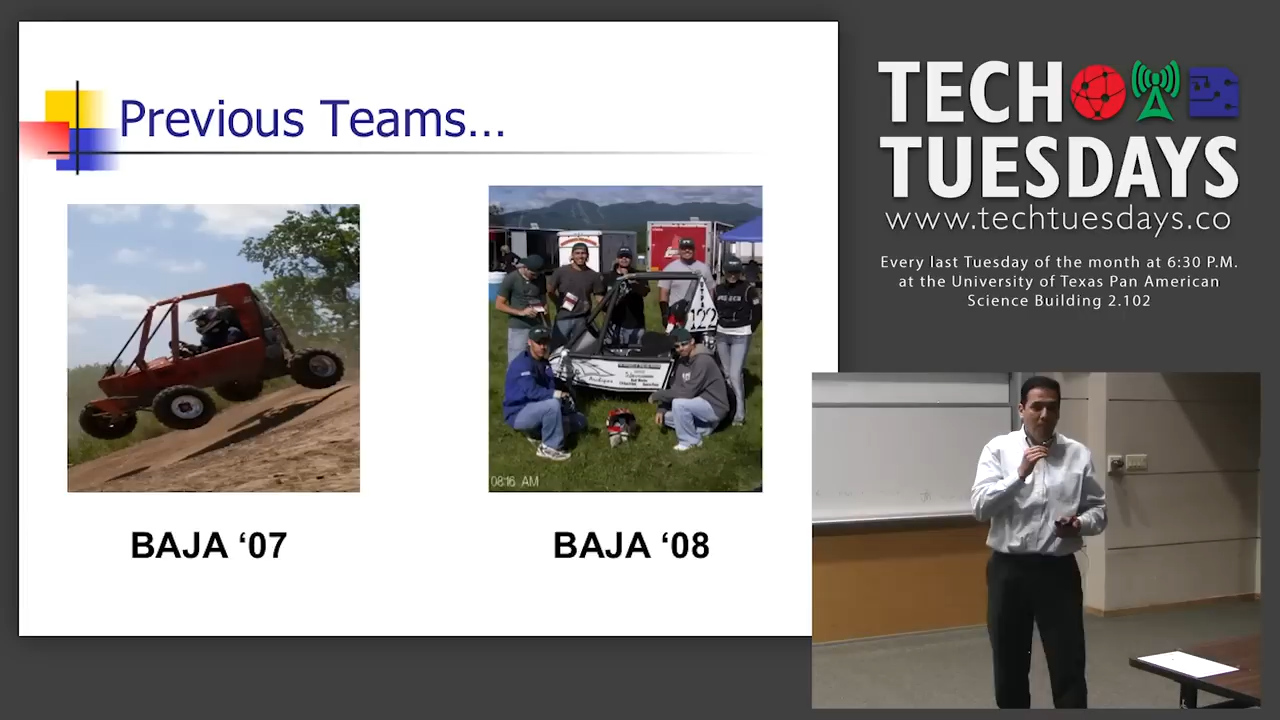 Previous Teams...
122
08:16 AM
BAJA ‘07
BAJA ‘08
TECH
TUESDAYS
www.techtuesdays.co
Every last Tuesday of the month at 6:30 P.M.
at the University of Texas Pan American
Science Building 2.102